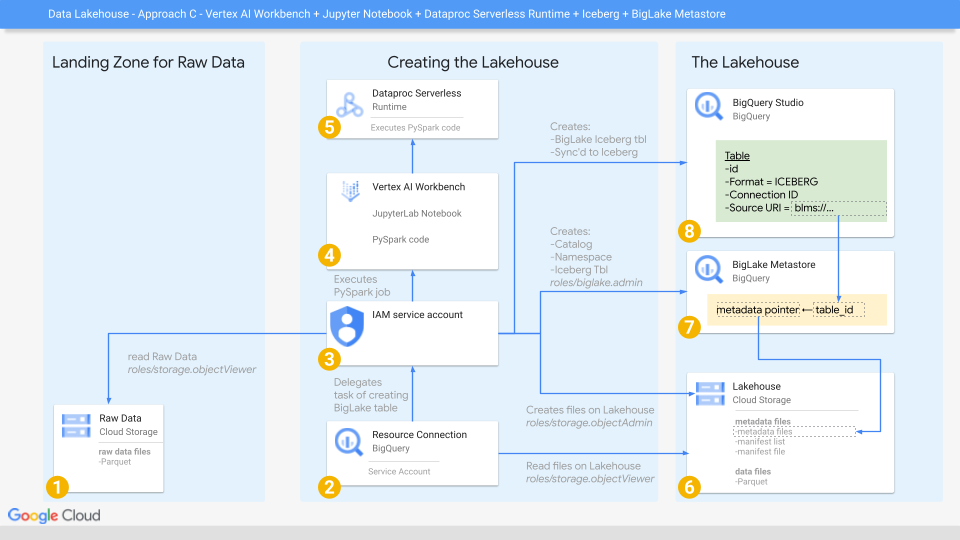 Data Lakehouse - Approach C - Vertex AI Workbench + Jupyter Notebook + Dataproc Serverless Runtime + Iceberg + BigLake Metastore
Landing Zone for Raw Data
read Raw Data
roles/storage.objectViewer
Raw Data
Cloud Storage
raw data files
-Parquet
1
Creating the Lakehouse
Dataproc Serverless
Runtime
Executes PySpark code
5
Vertex AI Workbench
JupyterLab Notebook
PySpark code
4
Executes
PySpark job
IAM service account
3
Delegates
task of creating
BigLake table
Resource Connection
BigQuery
Service Account
2
Creates:
-BigLake Iceberg tbl
-Sync'd to Iceberg
Creates:
-Catalog
-Namespace
-Iceberg Tbl
roles/biglake.admin
Creates files on Lakehouse
roles/storage.objectAdmin
Read files on Lakehouse
roles/storage.objectViewer
The Lakehouse
BigQuery Studio
BigQuery
Table
-id
-Format = ICEBERG
-Connection ID
-Source URI = blms://...
8
BigLake Metastore
BigQuery
metadata pointer ← table_id
7
Lakehouse
Cloud Storage
metadata files
-metadata files
-manifest list
-manifest file
data files
-Parquet
6
Google Cloud